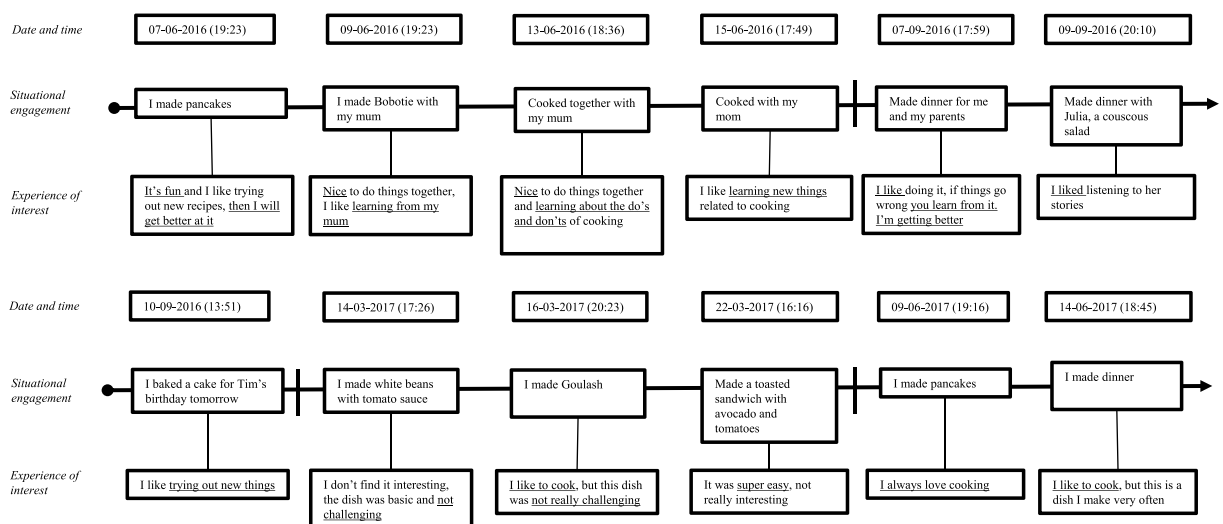 Date and time
07-06-2016 (19:23)
09-06-2016 (19:23)
13-06-2016 (18:36)
15-06-2016 (17:49)
07-09-2016 (17:59)
09-09-2016 (20:10)
Situational
engagement
I made pancakes
I made Bobotie with
my mum
Cooked together with
my mum
Cooked with my
mom
Made dinner for me
and my parents
Made dinner with
Julia, a couscous
salad
Experience of
interest
It's fun and I like trying
out new recipes, then I will
get better at it
Nice to do things together,
I like learning from my
mum
Nice to do things together
and learning about the do's
and don'ts of cooking
I like learning new things
related to cooking
I like doing it, if things go
wrong you learn from it.
I'm getting better
I liked listening to her
stories
Date and time
10-09-2016 (13:51)
14-03-2017 (17:26)
16-03-2017 (20:23)
22-03-2017 (16:16)
09-06-2017 (19:16)
14-06-2017 (18:45)
Situational
engagement
I baked a cake for Tim's
birthday tomorrow
I made white beans
with tomato sauce
I made Goulash
Made a toasted
sandwich with
avocado and
tomatoes
I made pancakes
I made dinner
Experience of
interest
I like trying out new things
I don't find it interesting,
the dish was basic and not
challenging
I like to cook, but this dish
was not really challenging
It was super easy, not
really interesting
I always love cooking
I like to cook, but this is a
dish I make very often